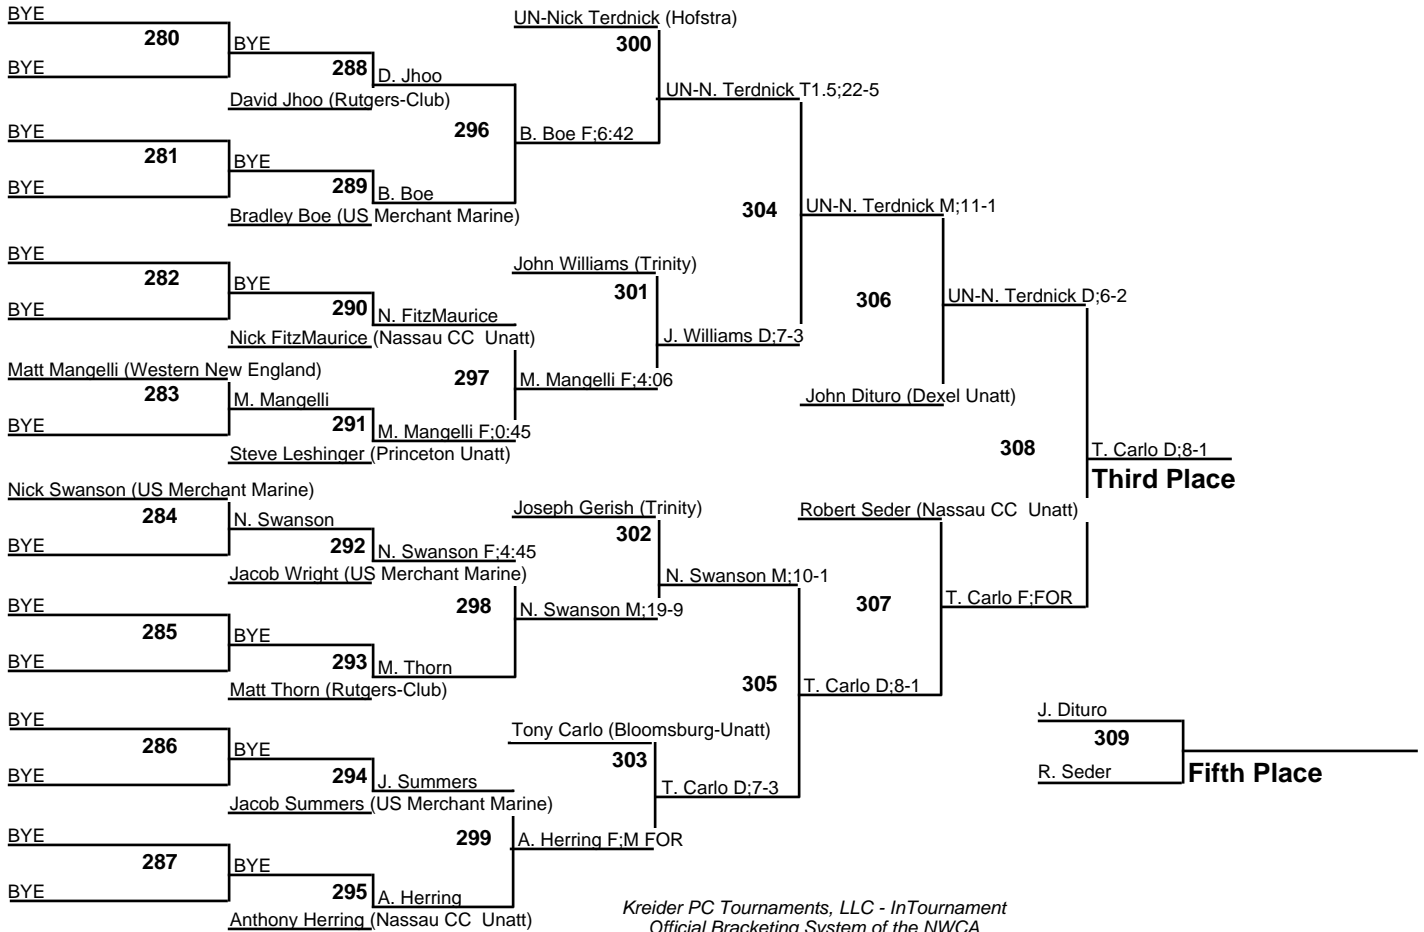 BYE
280
BYE
BYE
288
D. Jhoo
David Jhoo (Rutgers-Club)
296
B. Boe F;6:42
BYE
281
BYE
BYE
289
B. Boe
Bradley Boe (US Merchant Marine)
UN-Nick Terdnick (Hofstra)
300
UN-N. Terdnick T1.5;22-5
304
UN-N. Terdnick M;11-1
BYE
282
BYE
BYE
290
N. FitzMaurice
Nick FitzMaurice (Nassau CC  Unatt)
297
M. Mangelli F;4:06
Matt Mangelli (Western New England)
283
M. Mangelli
BYE
291
M. Mangelli F;0:45
Steve Leshinger (Princeton Unatt)
John Williams (Trinity)
301
J. Williams D;7-3
306
UN-N. Terdnick D;6-2
John Dituro (Dexel Unatt)
308
T. Carlo D;8-1
Third Place
Nick Swanson (US Merchant Marine)
284
N. Swanson
BYE
292
N. Swanson F;4:45
Jacob Wright (US Merchant Marine)
298
N. Swanson M;19-9
BYE
285
BYE
BYE
293
M. Thorn
Matt Thorn (Rutgers-Club)
Joseph Gerish (Trinity)
302
N. Swanson M;10-1
305
T. Carlo D;8-1
Robert Seder (Nassau CC  Unatt)
307
T. Carlo F;FOR
BYE
286
BYE
BYE
294
J. Summers
Jacob Summers (US Merchant Marine)
299
A. Herring F;M FOR
BYE
287
BYE
BYE
295
A. Herring
Anthony Herring (Nassau CC  Unatt)
Tony Carlo (Bloomsburg-Unatt)
303
T. Carlo D;7-3
J. Dituro
309
R. Seder
Fifth Place
Kreider PC Tournaments, LLC - InTournament
Official Bracketing System of the NWCA